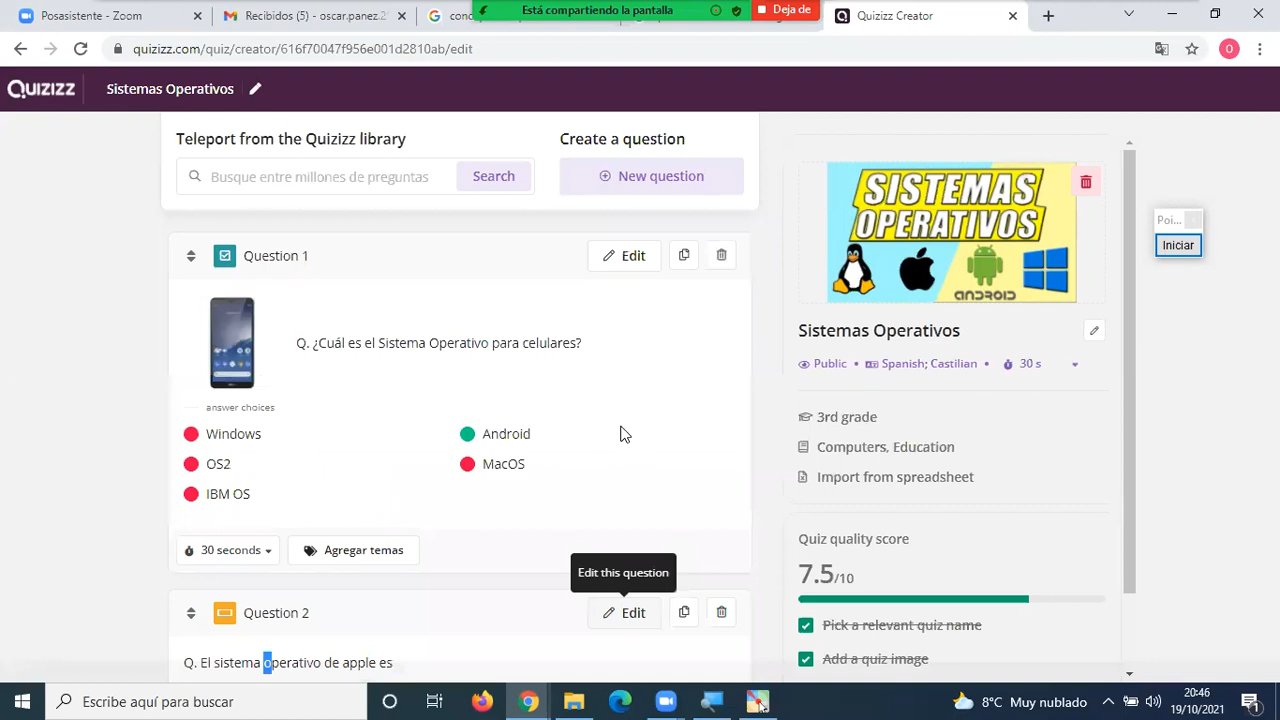 Posasistencia - Zoom
Recibidos - oscar.panez.2
Está compartiendo la pantalla
Deja de
Quizizz Creator
quizizz.com/quiz/creator/616f70047f956e001d2810ab/edit
O
QUIZIZZ
Sistemas Operativos
Teleport from the Quizizz library
Create a question
Busque entre millones de preguntas
Search
New question
SISTEMAS
OPERATIVOS
ANDROID
Poi...
Iniciar
Question 1
Edit
Q. ¿Cuál es el Sistema Operativo para celulares?
Sistemas Operativos
Public • Spanish; Castilian • 30 s
answer choices
Windows
Android
OS2
MacOS
IBM OS
3rd grade
Computers, Education
Import from spreadsheet
30 seconds
Agregar temas
Quiz quality score
7.5/10
Edit this question
Question 2
Edit
Pick a relevant quiz name
Add a quiz image
Q. El sistema operativo de apple es
Escribe aquí para buscar
8°C Muy nublado
20:46
19/10/2021
1